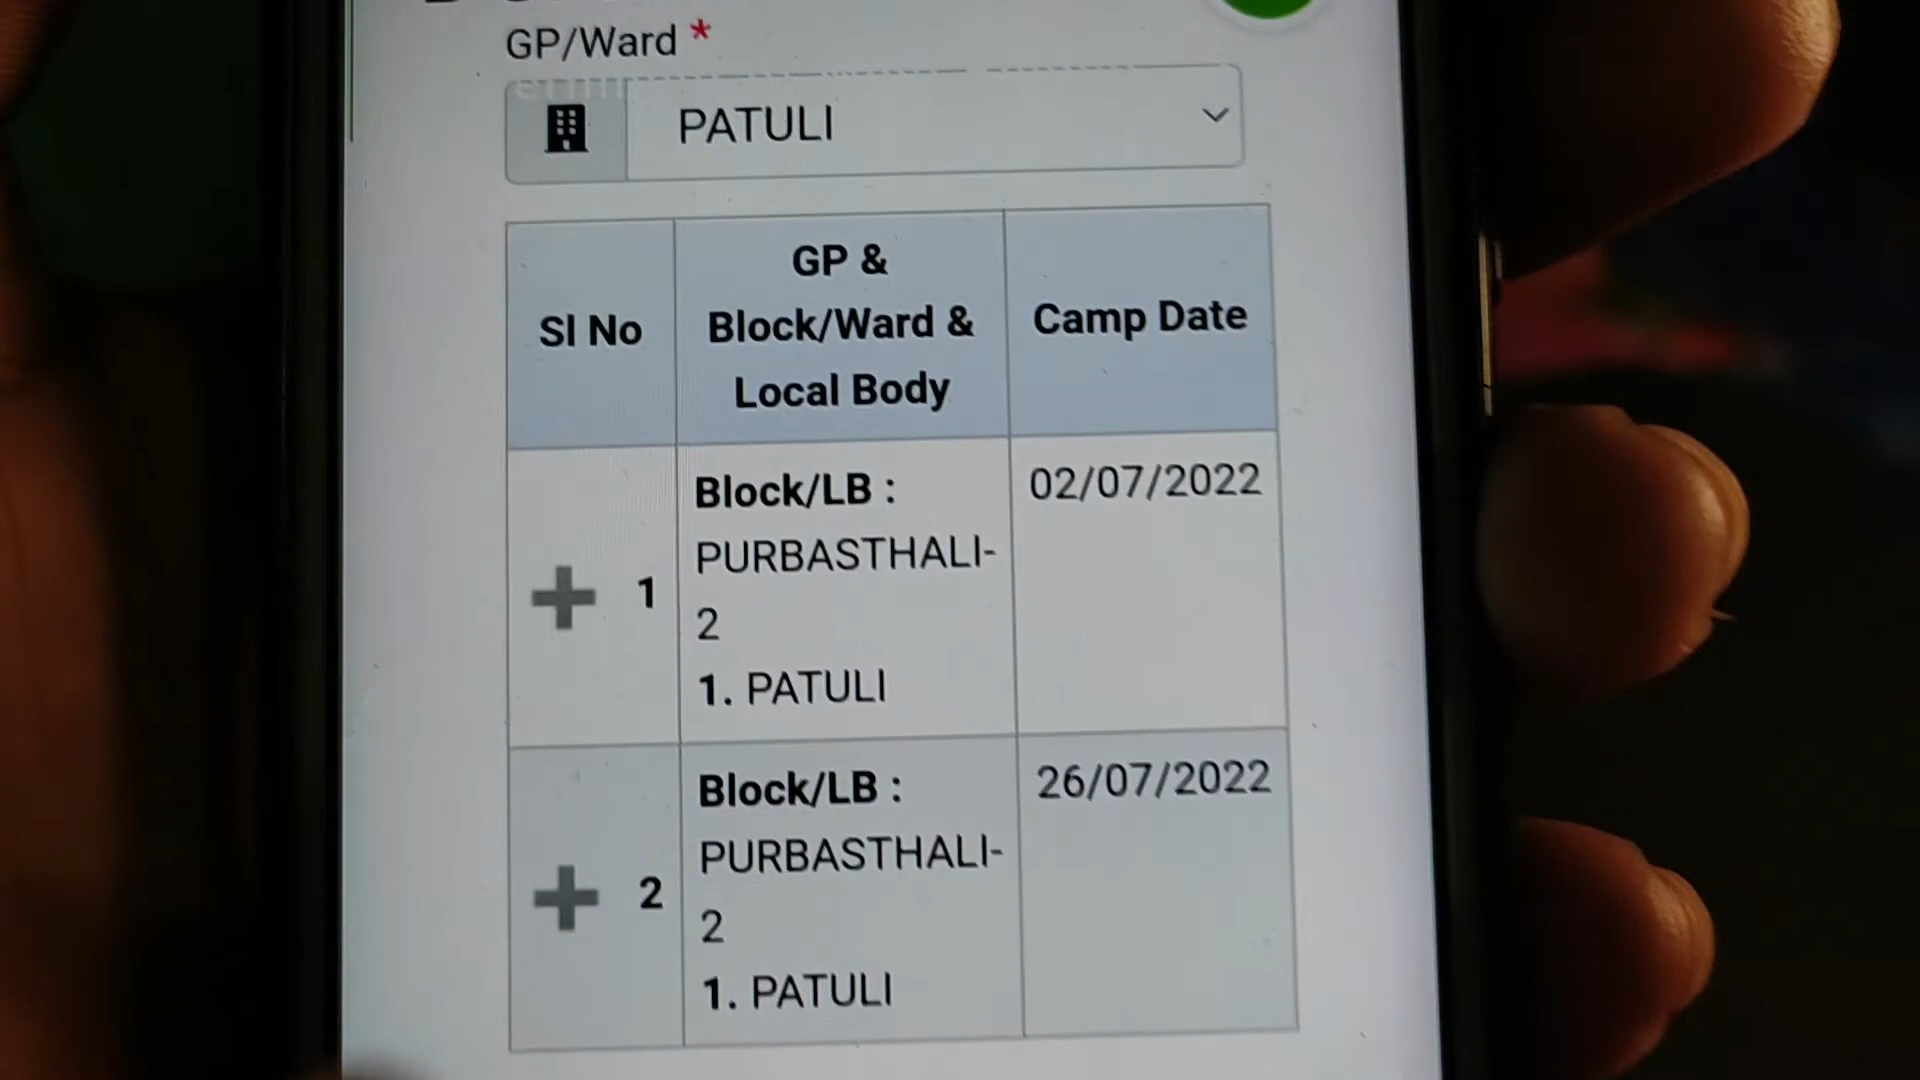 GP/Ward *
PATULI
Sl No
GP &
Block/Ward &
Local Body
Camp Date
1
Block/LB :
PURBASTHALI-
2
1. PATULI
02/07/2022
2
Block/LB :
PURBASTHALI-
2
1. PATULI
26/07/2022